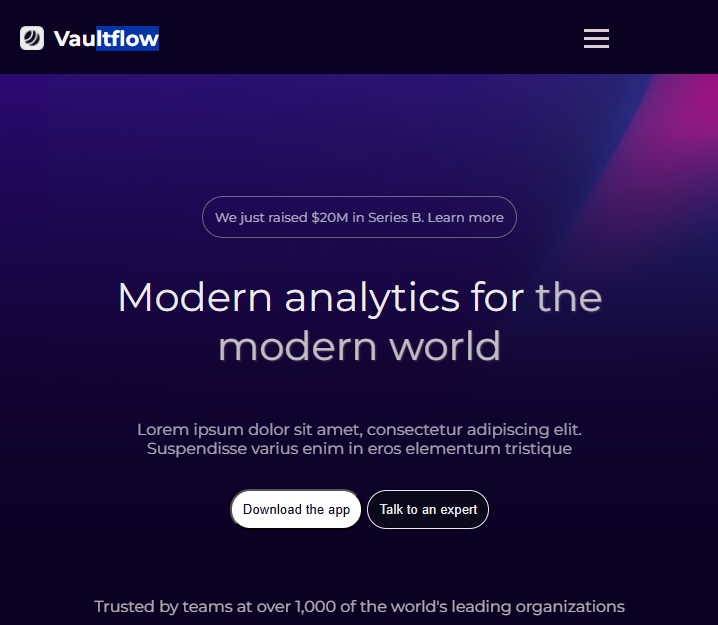 Vaultflow
We just raised $20M in Series B. Learn more
Modern analytics for the
modern world
Lorem ipsum dolor sit amet, consectetur adipiscing elit.
Suspendisse varius enim in eros elementum tristique
Download the app
Talk to an expert
Trusted by teams at over 1,000 of the world's leading organizations